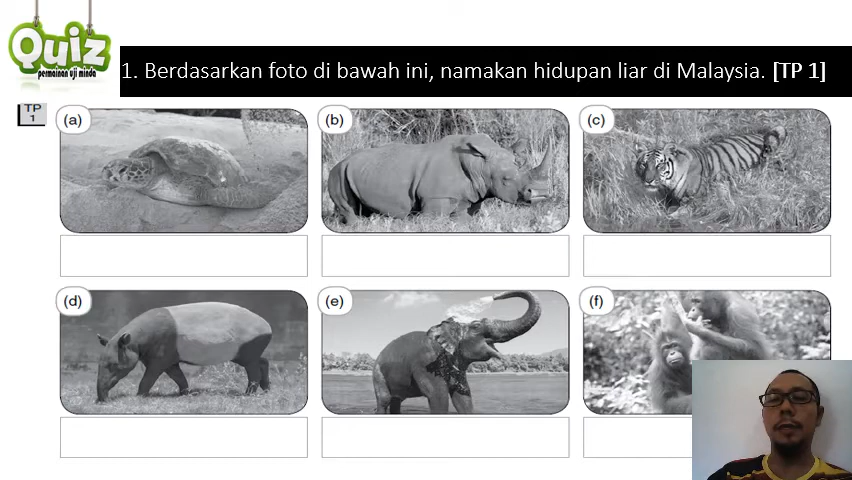 Quiz
permainan uji minda
1. Berdasarkan foto di bawah ini, namakan hidupan liar di Malaysia. [TP 1]
TP
1
(a)
(b)
(c)
(d)
(e)
(f)